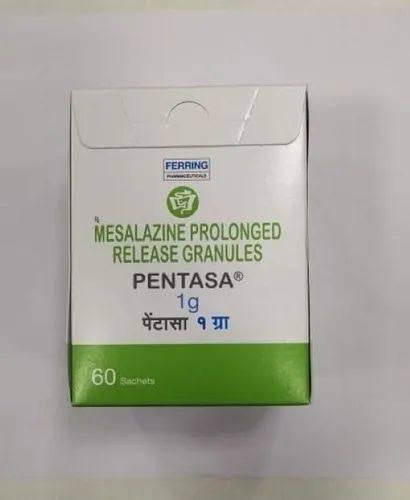 FERRING
PHARMACEUTICALS
℞
MESALAZINE PROLONGED
RELEASE GRANULES
PENTASA®
1g
पेंटासा १ ग्रा
60 Sachets